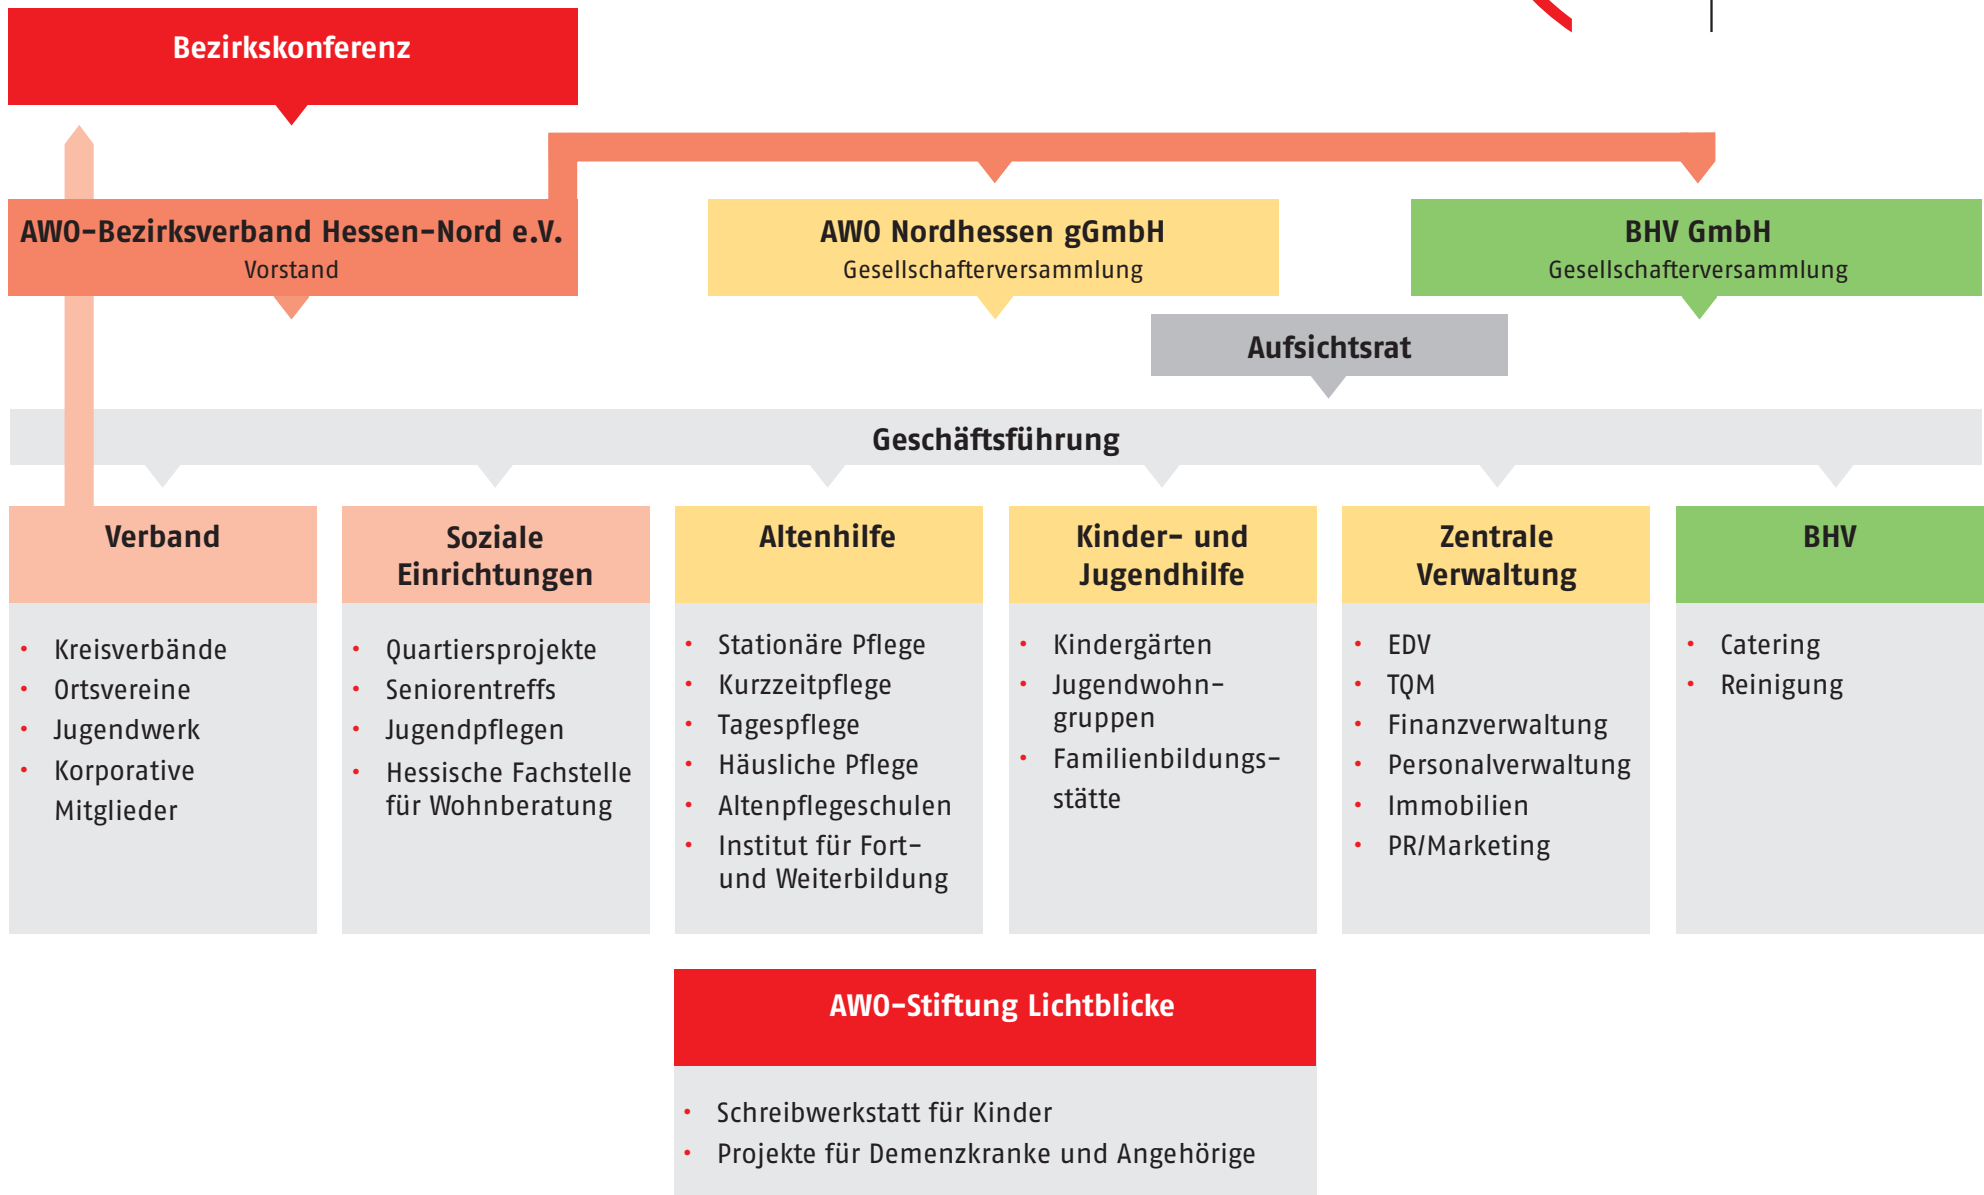 Bezirkskonferenz
AWO-Bezirksverband Hessen-Nord e.V.
Vorstand
AWO Nordhessen gGmbH
Gesellschafterversammlung
BHV GmbH
Gesellschafterversammlung
Aufsichtsrat
Geschäftsführung
Verband
• Kreisverbände
• Ortsvereine
• Jugendwerk
• Korporative
Mitglieder
Soziale
Einrichtungen
• Quartiersprojekte
• Seniorentreffs
• Jugendpflegen
• Hessische Fachstelle
für Wohnberatung
Altenhilfe
• Stationäre Pflege
• Kurzzeitpflege
• Tagespflege
• Häusliche Pflege
• Altenpflegeschulen
• Institut für Fort-
und Weiterbildung
Kinder- und
Jugendhilfe
• Kindergärten
• Jugendwohn-
gruppen
• Familienbildungs-
stätte
Zentrale
Verwaltung
• EDV
• TQM
• Finanzverwaltung
• Personalverwaltung
• Immobilien
• PR/Marketing
BHV
• Catering
• Reinigung
AWO-Stiftung Lichtblicke
• Schreibwerkstatt für Kinder
• Projekte für Demenzkranke und Angehörige